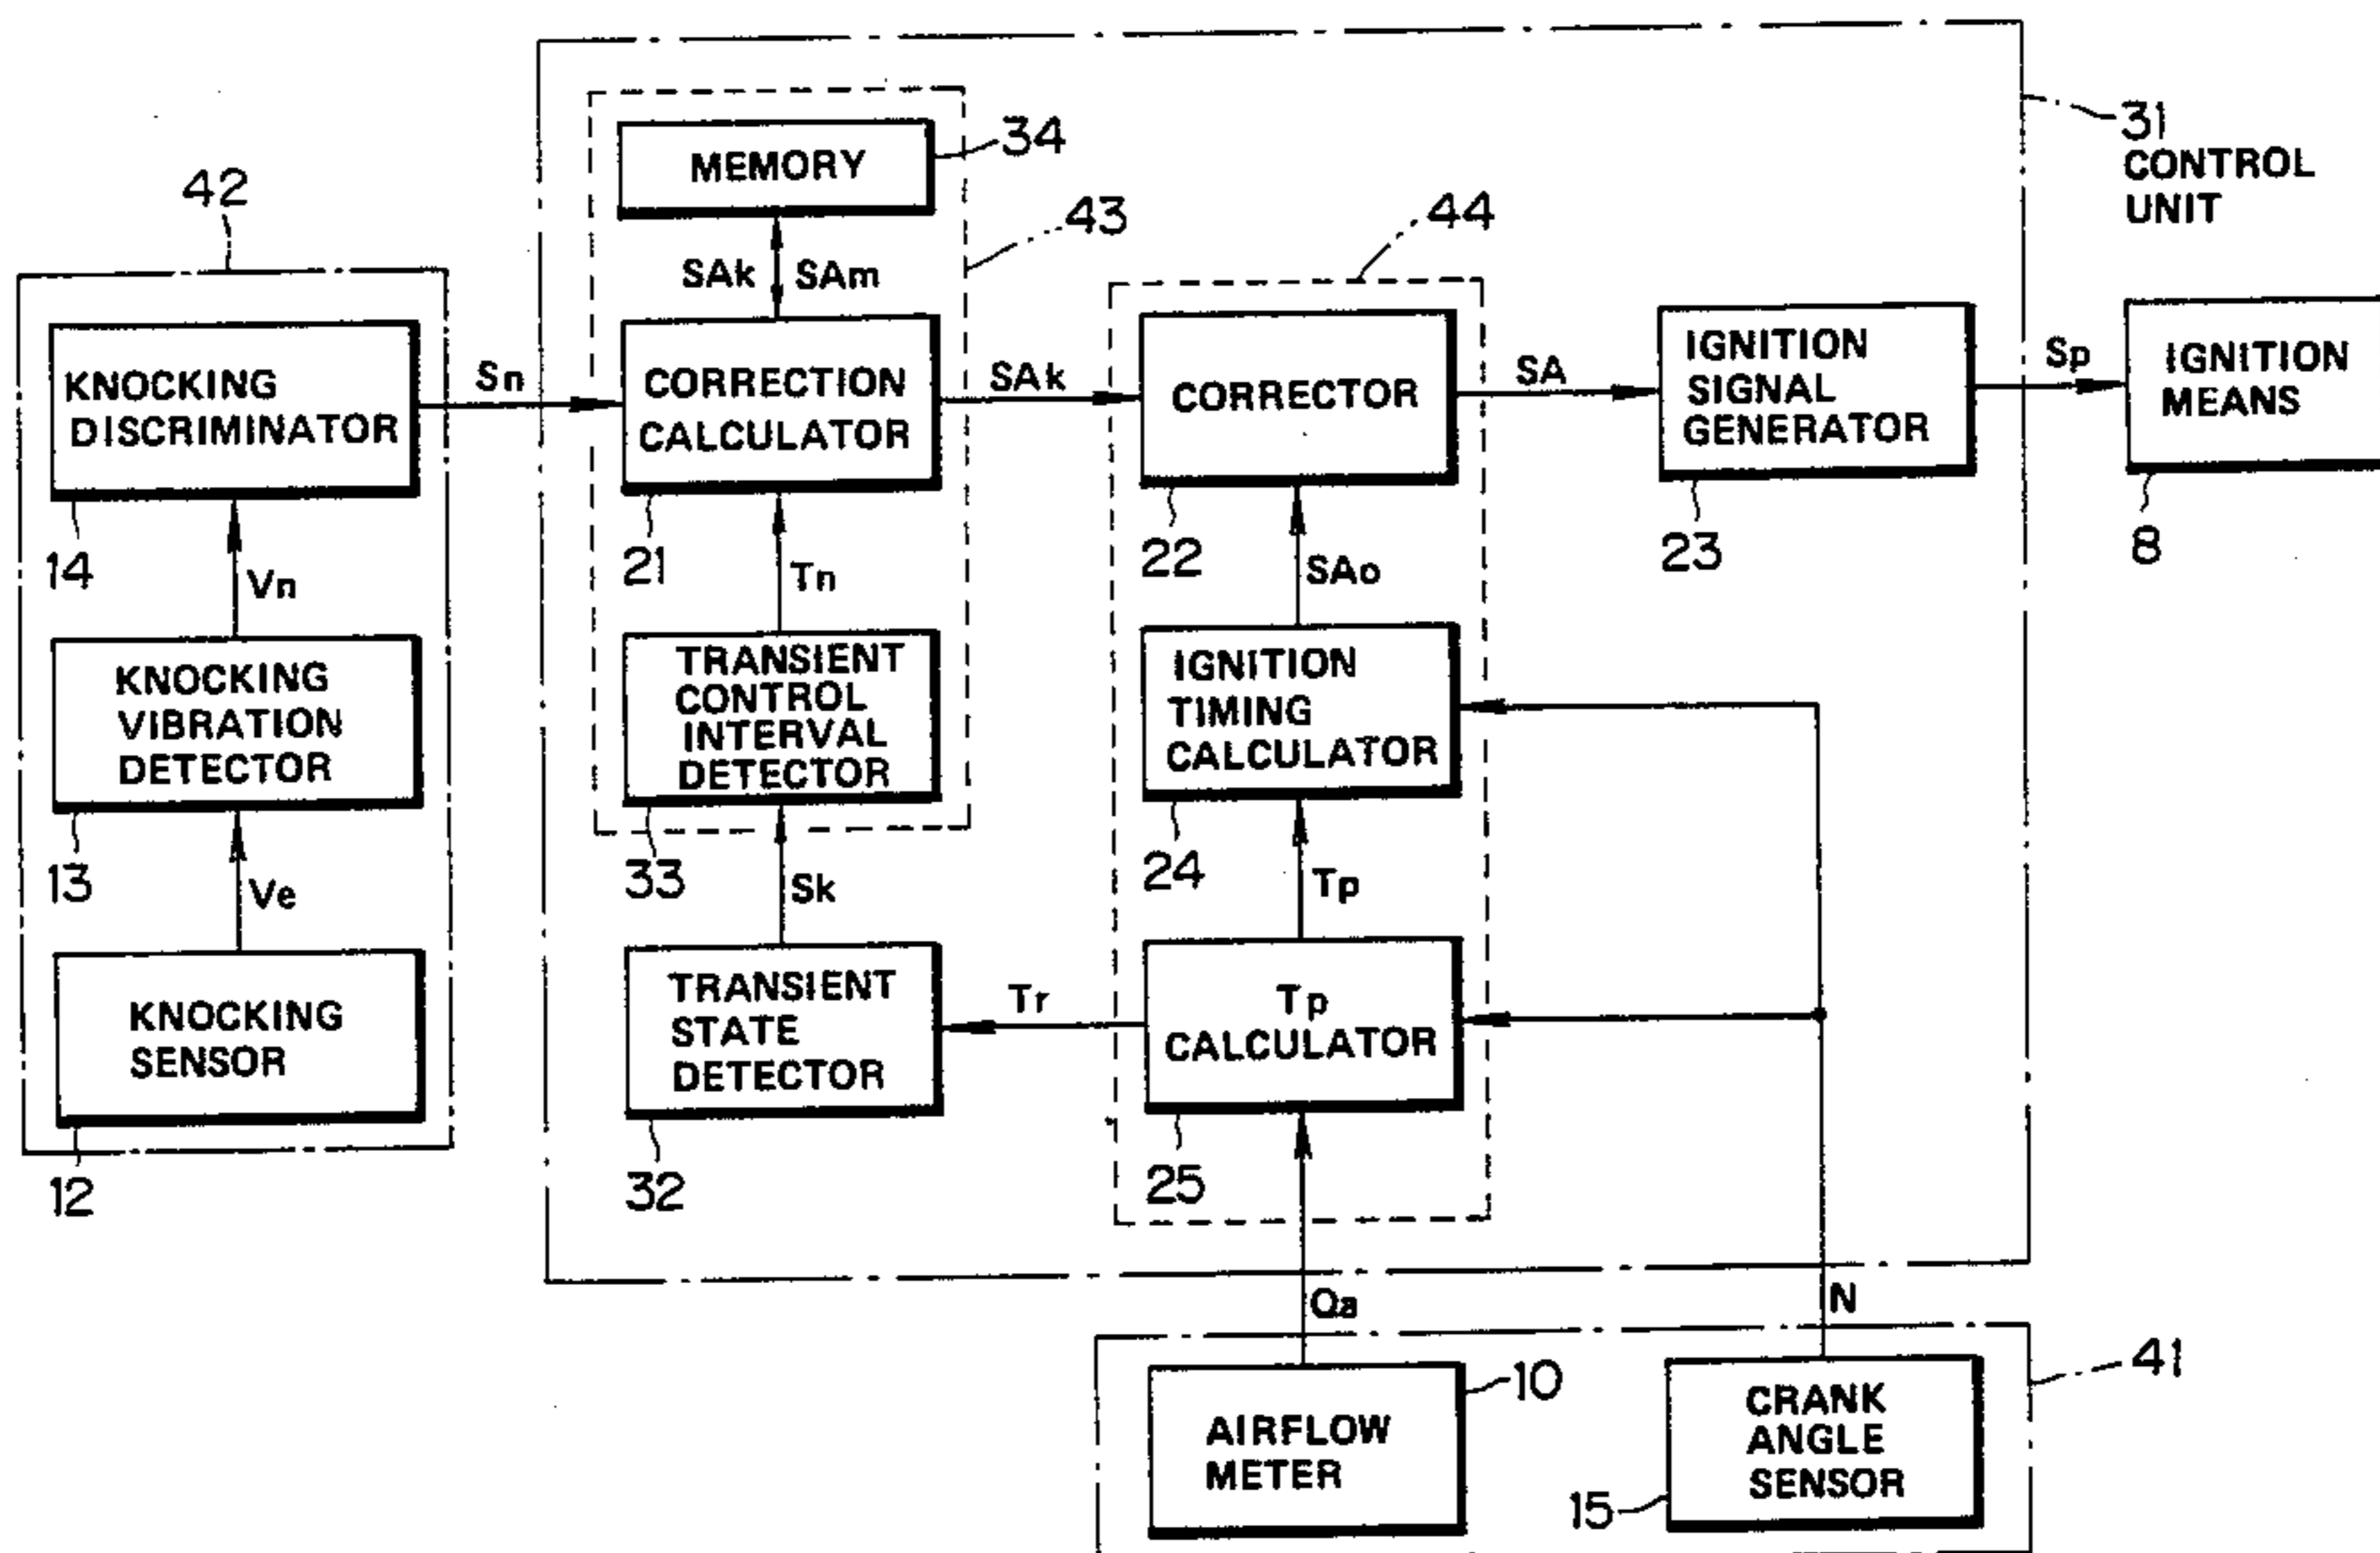 31
CONTROL
UNIT
42
43
44
MEMORY
34
SAk
SAm
KNOCKING
DISCRIMINATOR
14
Sn
CORRECTION
CALCULATOR
21
SAk
CORRECTOR
22
SA
IGNITION
SIGNAL
GENERATOR
23
Sp
IGNITION
MEANS
8
Vn
Tn
SAo
KNOCKING
VIBRATION
DETECTOR
13
TRANSIENT
CONTROL
INTERVAL
DETECTOR
33
IGNITION
TIMING
CALCULATOR
24
Ve
Sk
Tp
KNOCKING
SENSOR
12
TRANSIENT
STATE
DETECTOR
32
Tr
Tp
CALCULATOR
25
Qa
N
41
AIRFLOW
METER
10
CRANK
ANGLE
SENSOR
15